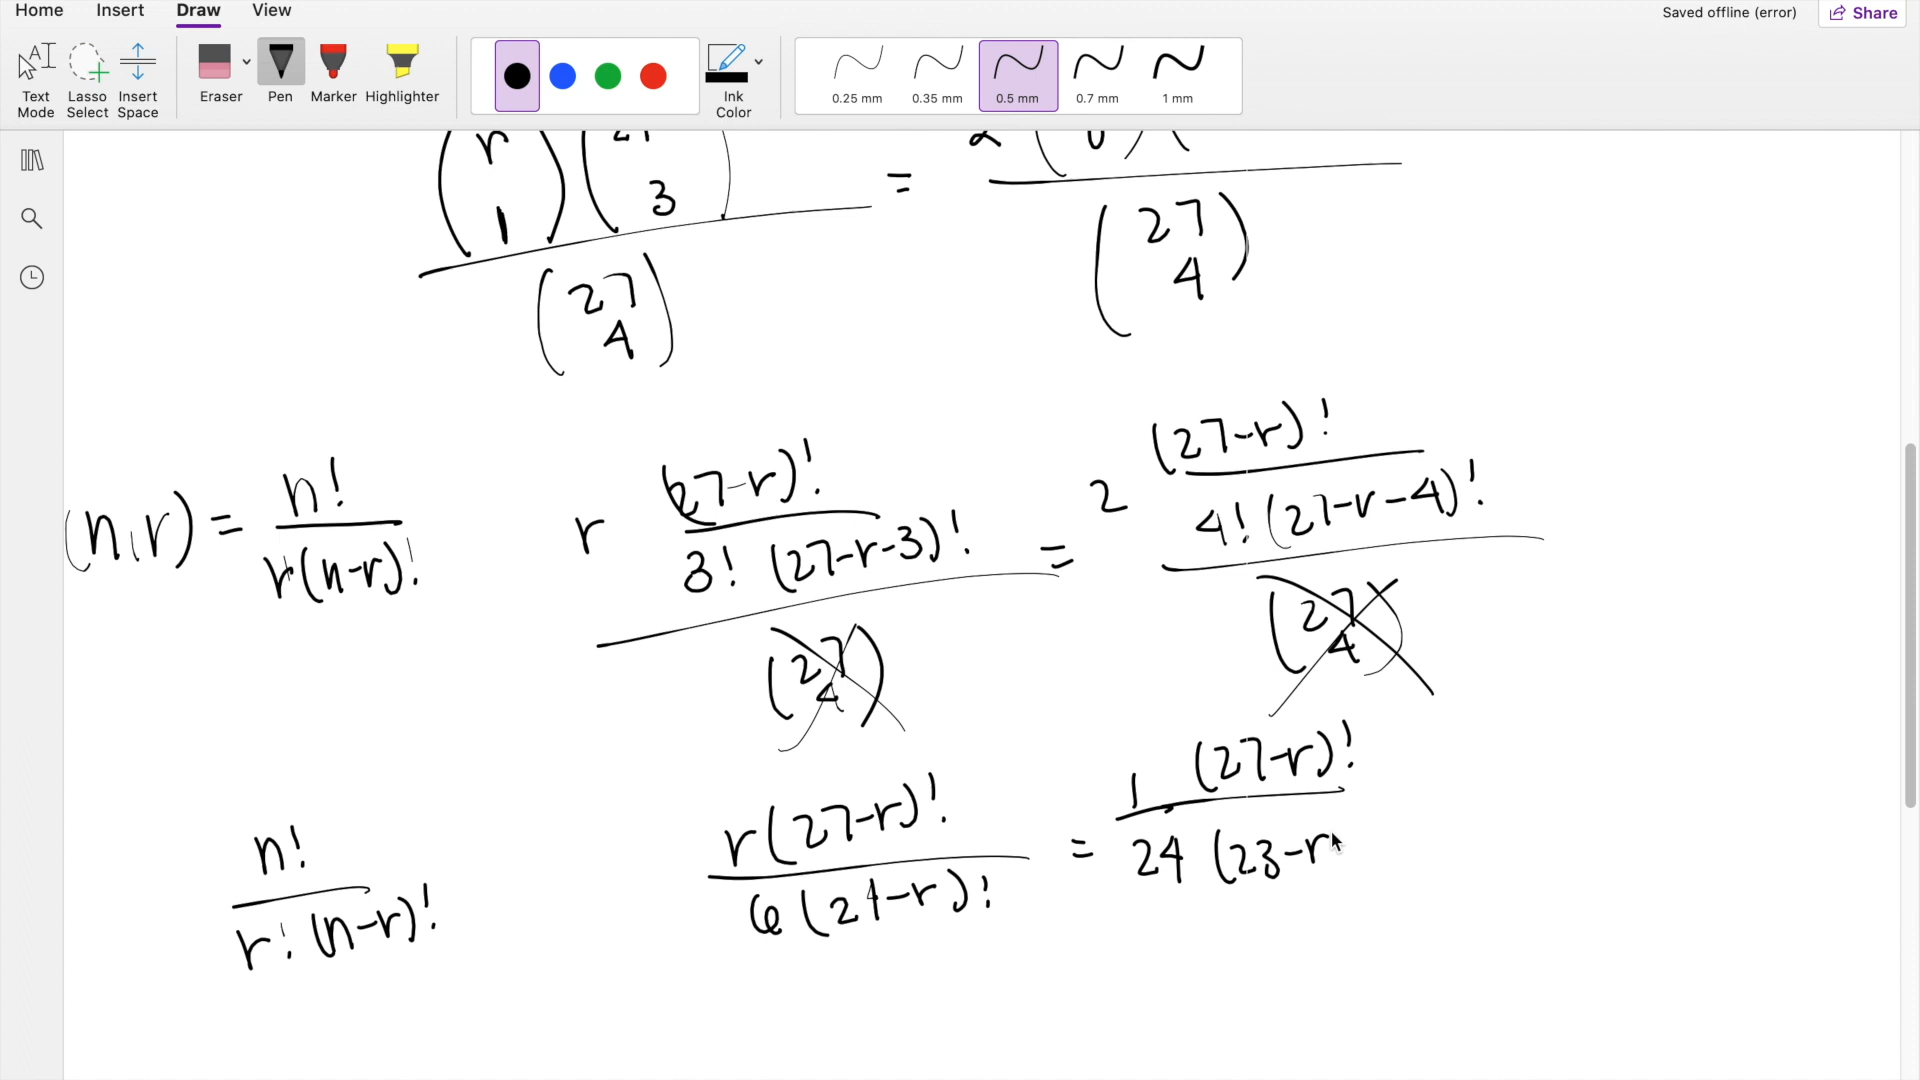 Home Insert Draw View
Saved offline (error) Share
Text Mode
Lasso Select
Insert Space
Eraser
Pen
Marker
Highlighter
Ink Color
0.25 mm 0.35 mm 0.5 mm 0.7 mm 1 mm
r
1
3
=
27
4
0
27
4
(n,r) = n! / r(n-r)!
r (27-r)! / 3! (27-r-3)! = 2 (27-r)! / 4! (27-r-4)!
(27 4)
(27 4)
n! / r! (n-r)!
r(27-r)! / 6(21-r)! = 1 (27-r)! / 24 (23-r